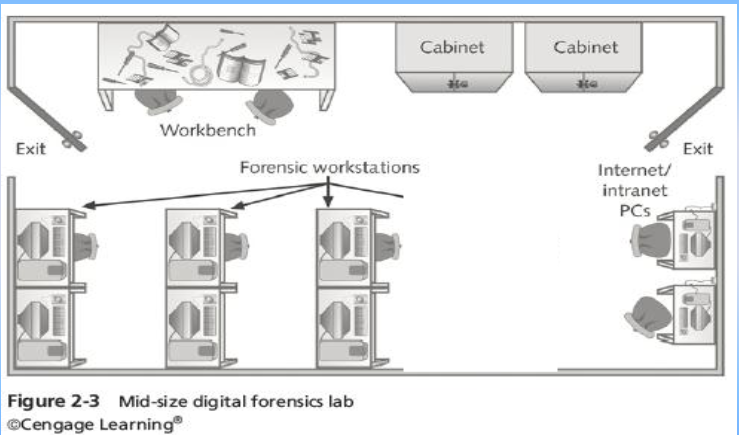 Cabinet
Cabinet
Workbench
Exit
Exit
Forensic workstations
Internet/
intranet
PCs
Figure 2-3 Mid-size digital forensics lab
©Cengage Learning®